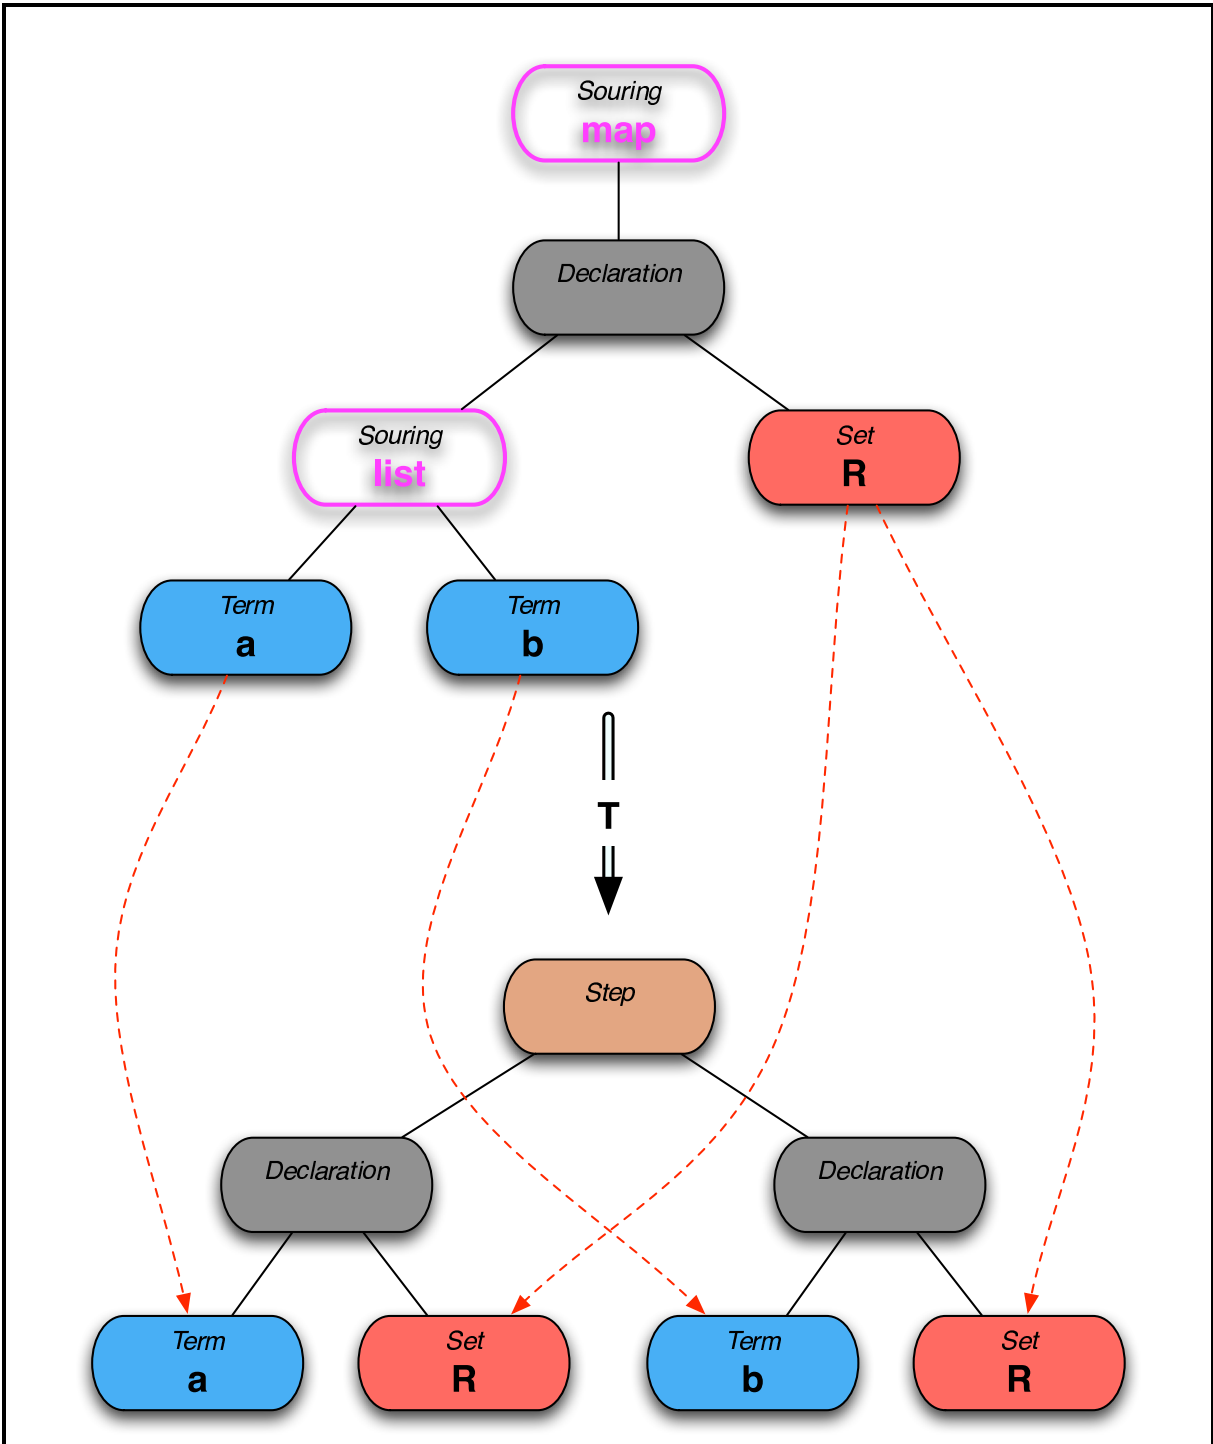 Souring
map
Declaration
Souring
list
Set
R
Term
a
Term
b
T
Step
Declaration
Declaration
Term
a
Set
R
Term
b
Set
R